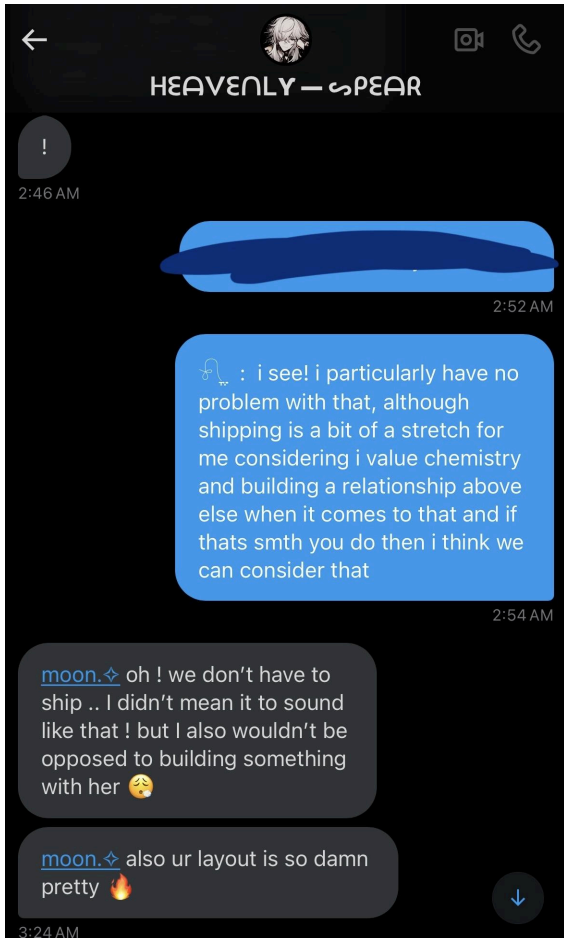 HEAVENLY — SPEAR
!
2:46 AM
2:52 AM
: i see! i particularly have no
problem with that, although
shipping is a bit of a stretch for
me considering i value chemistry
and building a relationship above
else when it comes to that and if
thats smth you do then i think we
can consider that
2:54 AM
moon.✧ oh ! we don’t have to
ship .. I didn’t mean it to sound
like that ! but I also wouldn’t be
opposed to building something
with her 😮‍💨
moon.✧ also ur layout is so damn
pretty 🔥
3:24 AM